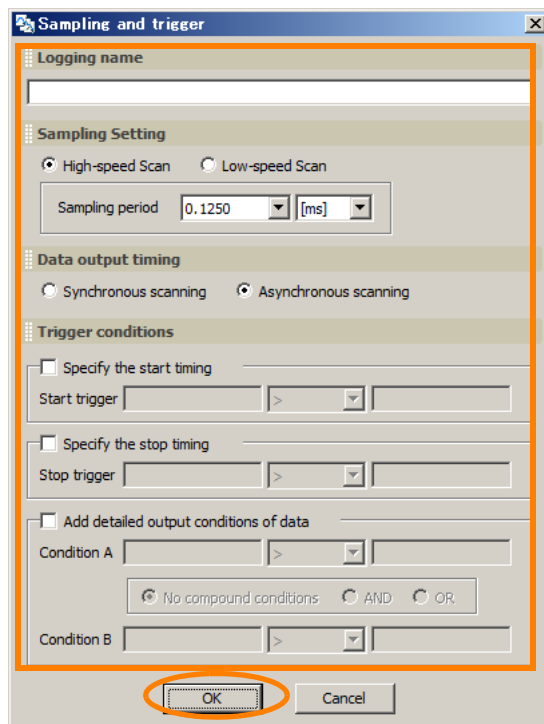 Sampling and trigger
Logging name
Sampling Setting
High-speed Scan Low-speed Scan
Sampling period 0.1250 [ms]
Data output timing
Synchronous scanning Asynchronous scanning
Trigger conditions
Specify the start timing
Start trigger >
Specify the stop timing
Stop trigger >
Add detailed output conditions of data
Condition A >
No compound conditions AND OR
Condition B >
OK Cancel